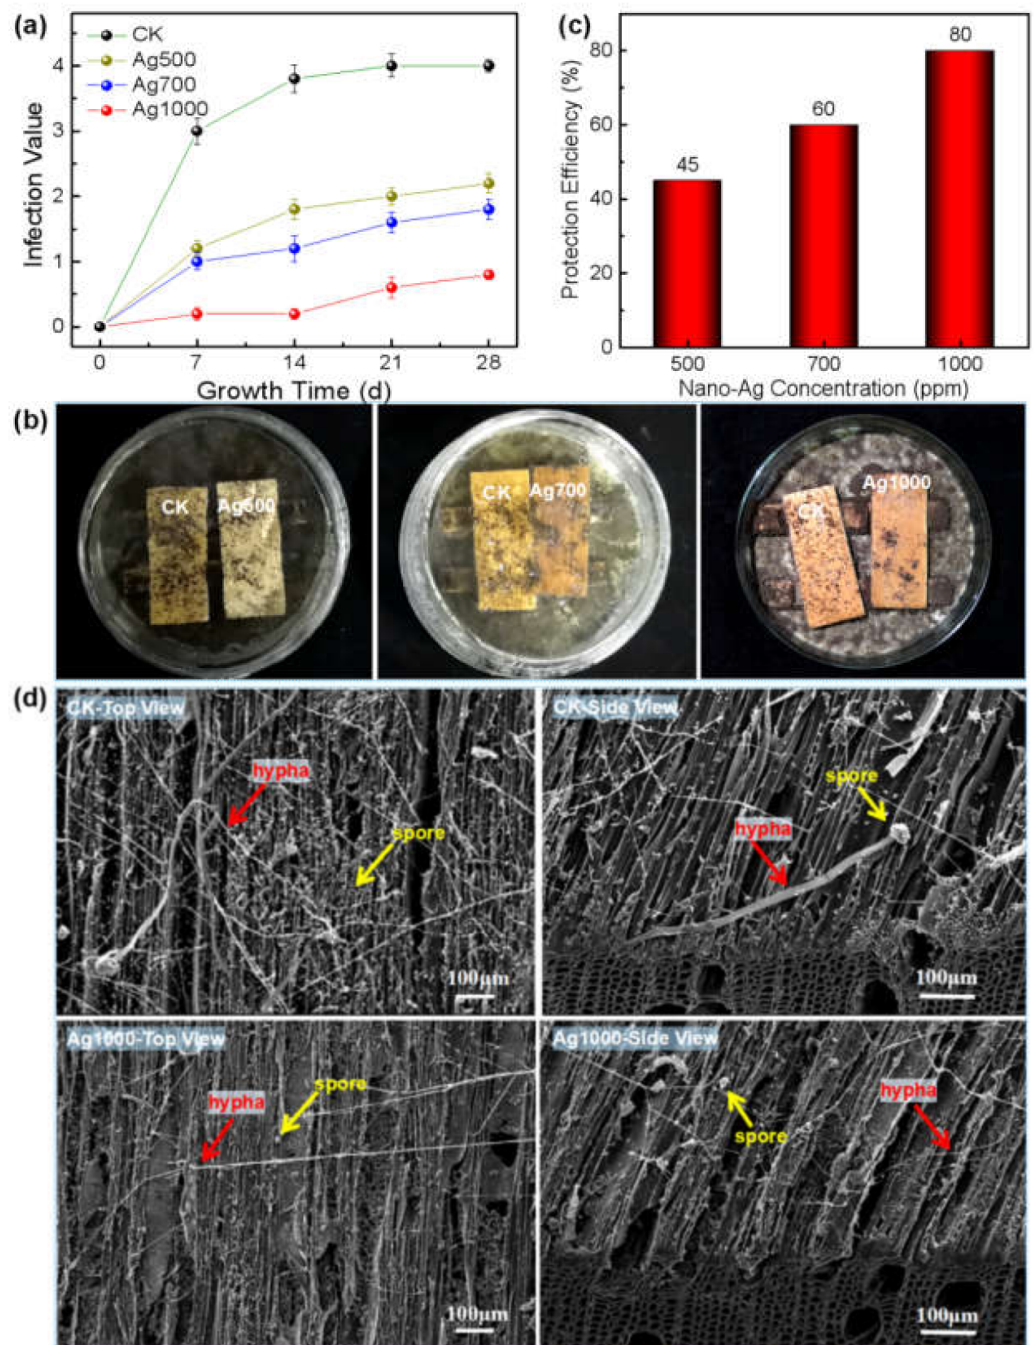 (a)
CK
Ag500
Ag700
Ag1000
4
3
2
1
0
Infection Value
0 7 14 21 28
Growth Time (d)
(c)
80
60
40
20
0
Protection Efficiency (%)
45
60
80
500 700 1000
Nano-Ag Concentration (ppm)
(b)
CK Ag500
CK Ag700
CK Ag1000
(d)
CK-Top View
hypha
spore
100μm
CK-Side View
spore
hypha
100μm
Ag1000-Top View
spore
hypha
100μm
Ag1000-Side View
hypha
spore
100μm